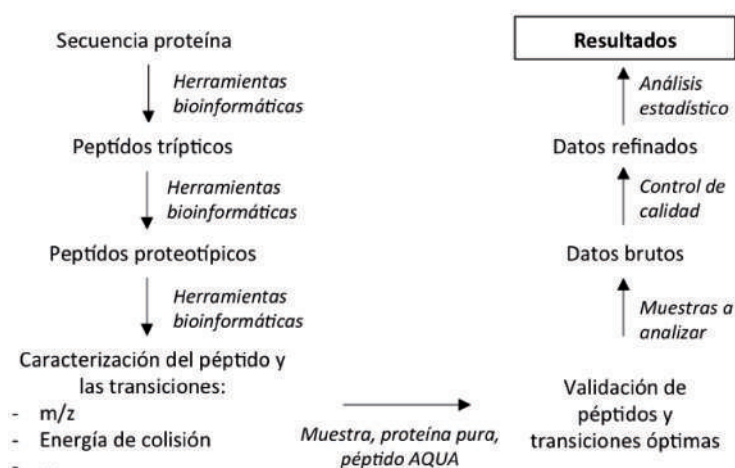 Secuencia proteína
Herramientas
bioinformáticas
Peptídos trípticos
Herramientas
bioinformáticas
Peptídos proteotípicos
Herramientas
bioinformáticas
Caracterización del péptido y
las transiciones:
- m/z
- Energía de colisión
-
Muestra, proteína pura,
péptido AQUA
Validación de
péptidos y
transiciones óptimas
Muestras a
analizar
Datos brutos
Control de
calidad
Datos refinados
Análisis
estadístico
Resultados